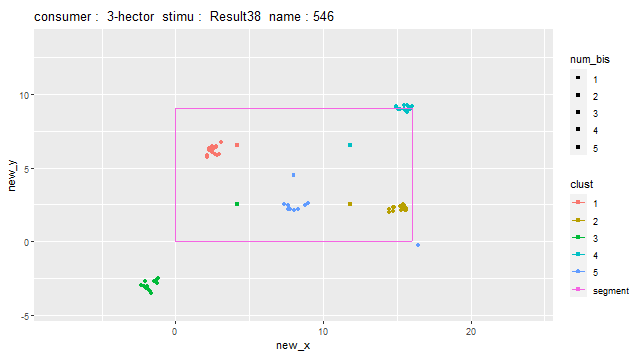 consumer :  3-hector  stimu :  Result38  name : 546
new_y
10
5
0
-5
0
10
20
new_x
num_bis
1
2
3
4
5
clust
1
2
3
4
5
segment